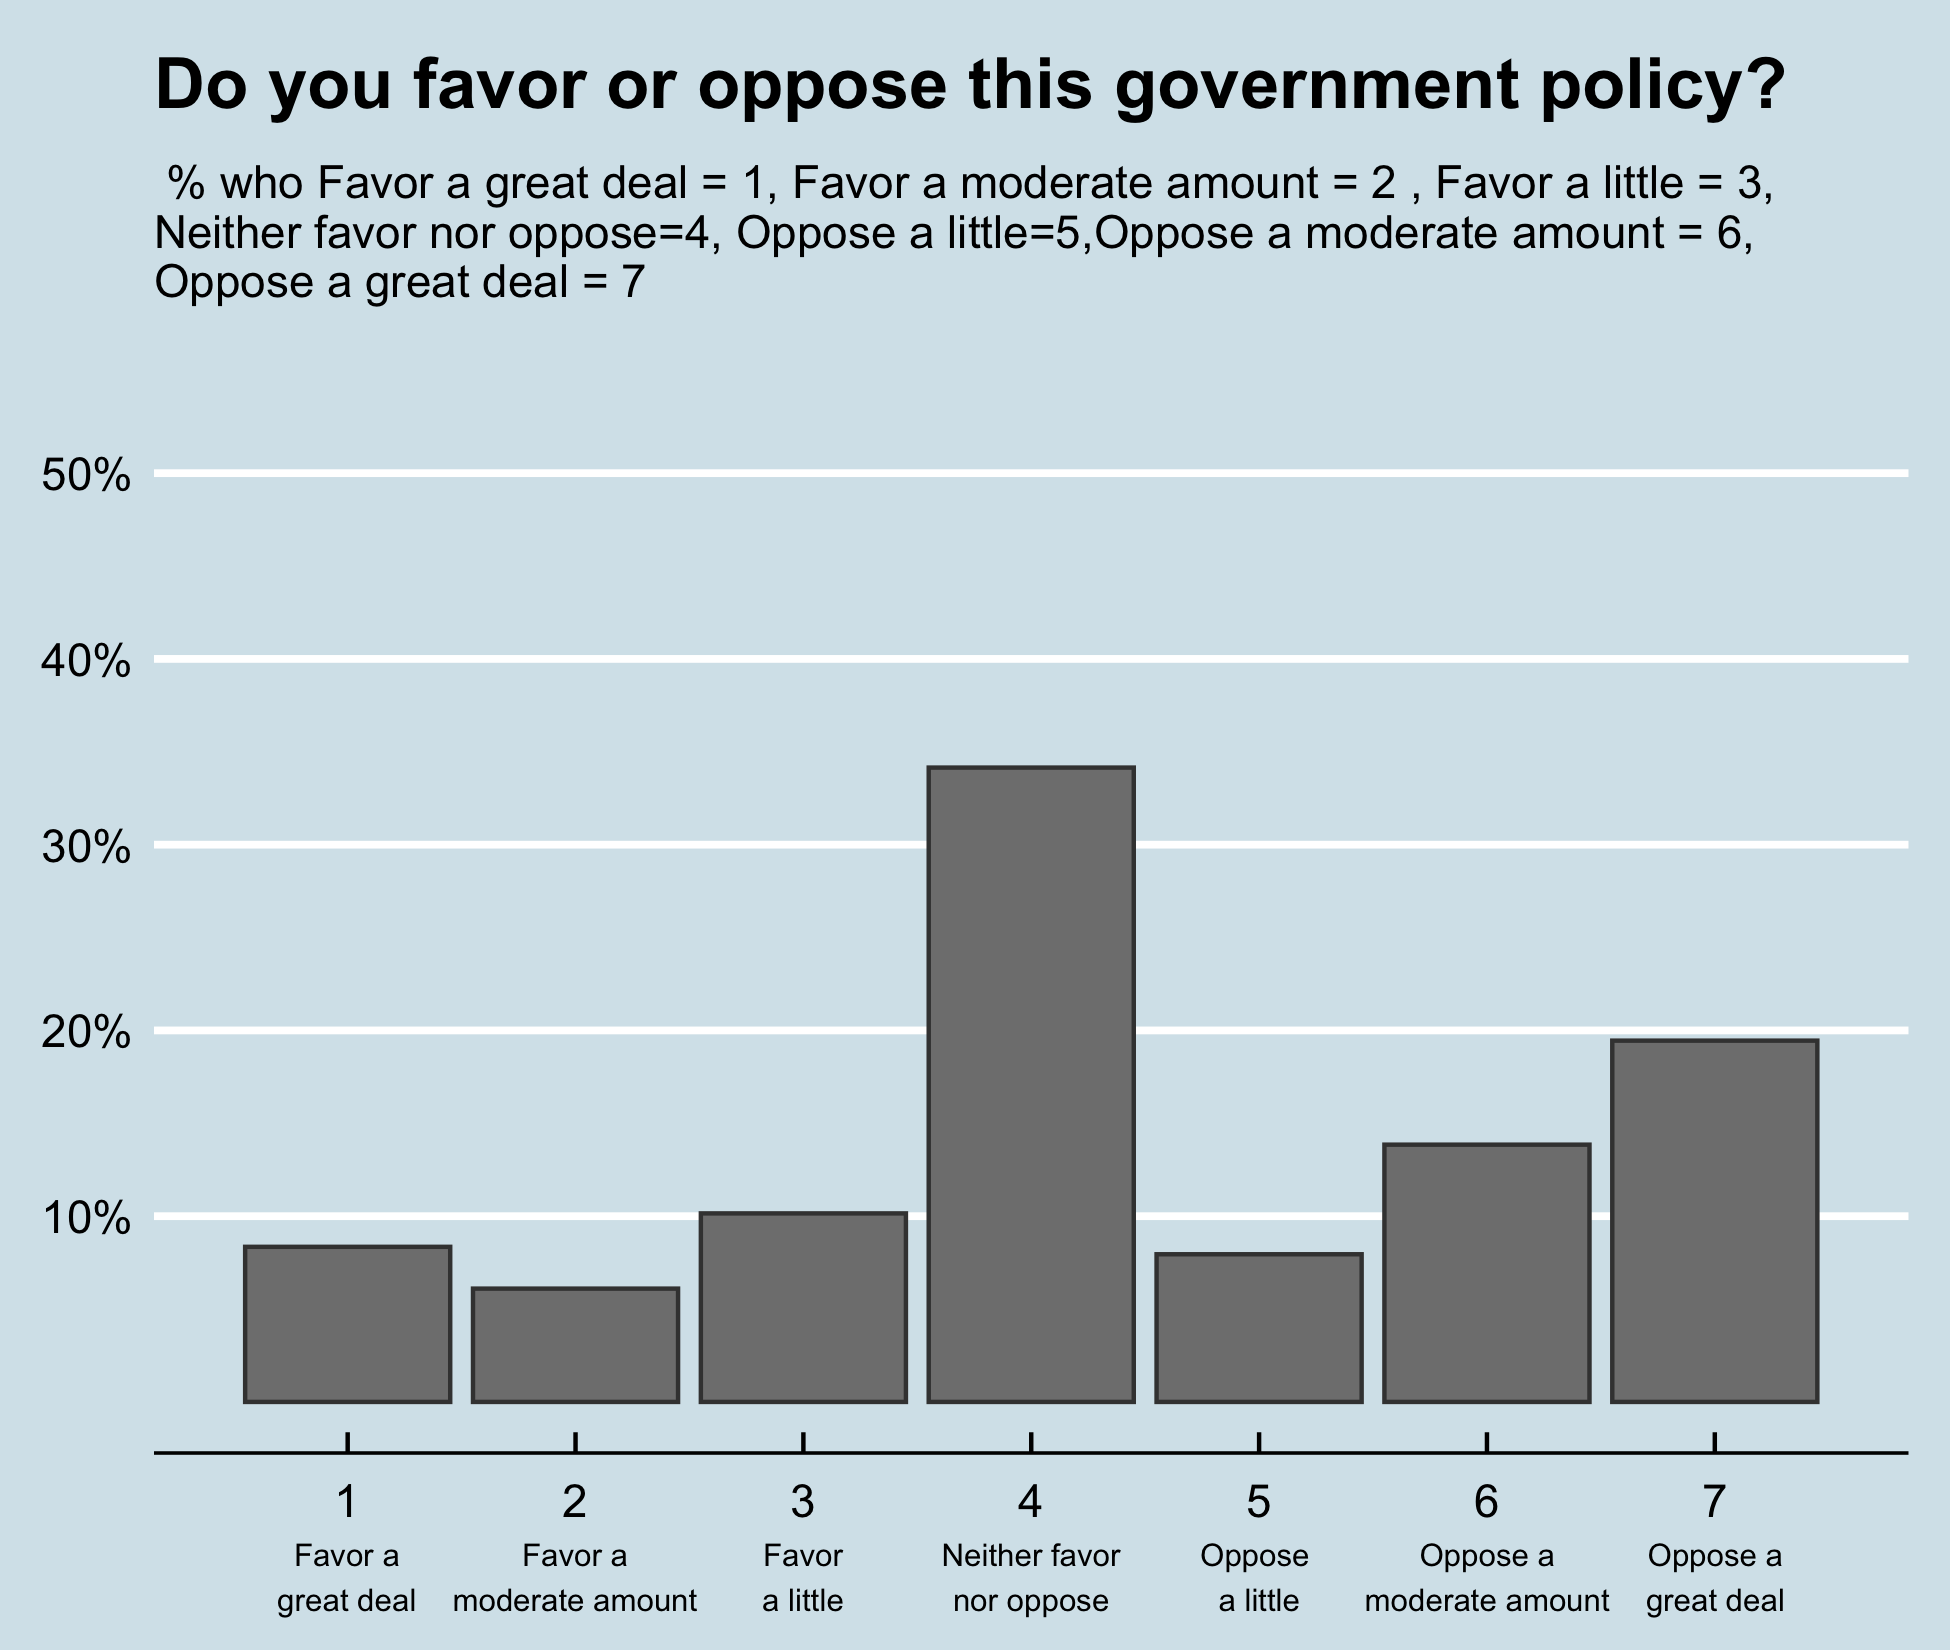 Do you favor or oppose this government policy?
% who Favor a great deal = 1, Favor a moderate amount = 2 , Favor a little = 3,
Neither favor nor oppose=4, Oppose a little=5,Oppose a moderate amount = 6,
Oppose a great deal = 7
50%
40%
30%
20%
10%
1 2 3 4 5 6 7
Favor a Favor a Favor Neither favor Oppose Oppose a Oppose a
great deal moderate amount a little nor oppose a little moderate amount great deal